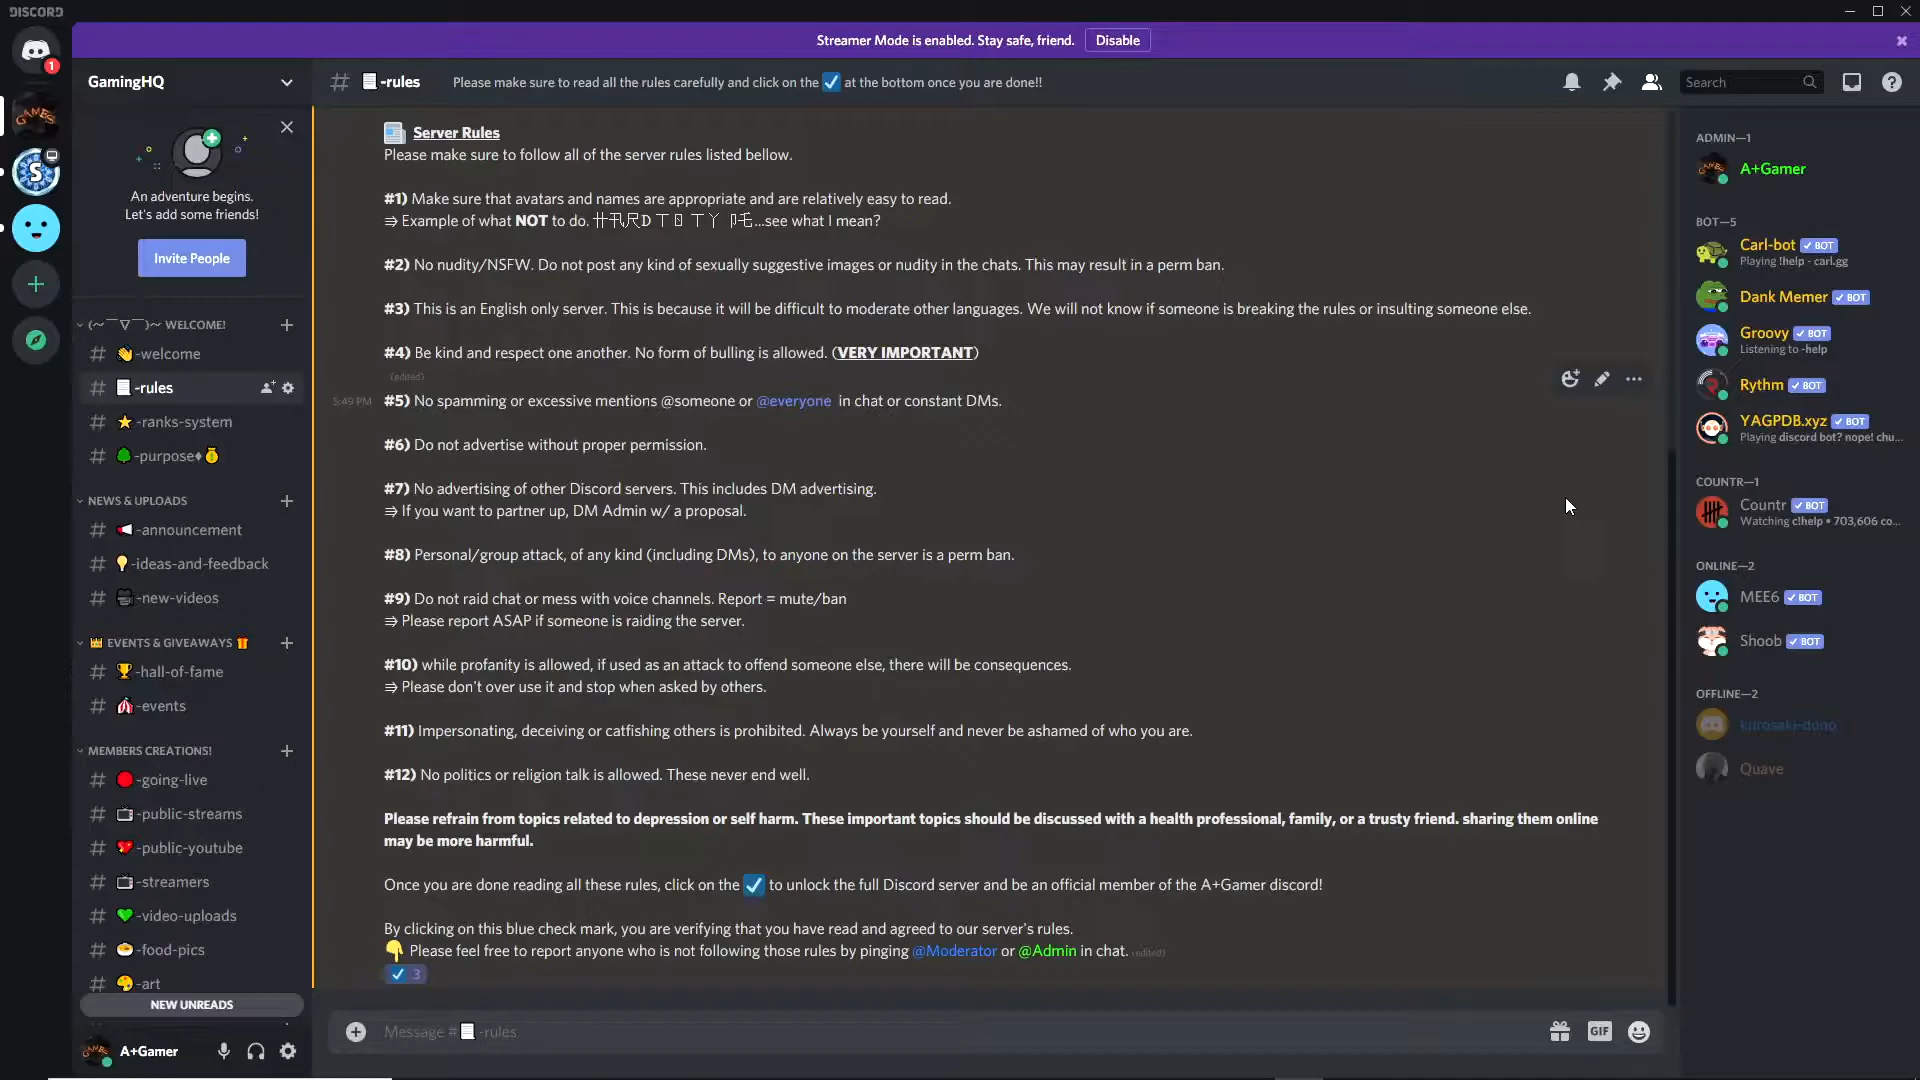 DISCORD
Streamer Mode is enabled. Stay safe, friend.
Disable
1
GAMES
S
GamingHQ
An adventure begins.
Let's add some friends!
Invite People
(～￣▽￣)～ WELCOME!
👋-welcome
📃-rules
⭐-ranks-system
🌳-purpose♦💰
NEWS & UPLOADS
📢-announcement
💡-ideas-and-feedback
📹-new-videos
👑 EVENTS & GIVEAWAYS 🎁
🏆-hall-of-fame
🎪-events
MEMBERS CREATIONS!
🔴-going-live
📺-public-streams
-public-youtube
📺-streamers
💚-video-uploads
-food-pics
🎨-art
NEW UNREADS
A+Gamer
# 📃-rules
Please make sure to read all the rules carefully and click on the ☑ at the bottom once you are done!!
Search
📰 Server Rules
Please make sure to follow all of the server rules listed bellow.
#1) Make sure that avatars and names are appropriate and are relatively easy to read.
⇛ Example of what NOT to do. ...see what I mean?
#2) No nudity/NSFW. Do not post any kind of sexually suggestive images or nudity in the chats. This may result in a perm ban.
#3) This is an English only server. This is because it will be difficult to moderate other languages. We will not know if someone is breaking the rules or insulting someone else.
#4) Be kind and respect one another. No form of bulling is allowed. (VERY IMPORTANT)
(edited)
5:49 PM
#5) No spamming or excessive mentions @someone or @everyone in chat or constant DMs.
#6) Do not advertise without proper permission.
#7) No advertising of other Discord servers. This includes DM advertising.
⇛ If you want to partner up, DM Admin w/ a proposal.
#8) Personal/group attack, of any kind (including DMs), to anyone on the server is a perm ban.
#9) Do not raid chat or mess with voice channels. Report = mute/ban
⇛ Please report ASAP if someone is raiding the server.
#10) while profanity is allowed, if used as an attack to offend someone else, there will be consequences.
⇛ Please don't over use it and stop when asked by others.
#11) Impersonating, deceiving or catfishing others is prohibited. Always be yourself and never be ashamed of who you are.
#12) No politics or religion talk is allowed. These never end well.
Please refrain from topics related to depression or self harm. These important topics should be discussed with a health professional, family, or a trusty friend. sharing them online
may be more harmful.
Once you are done reading all these rules, click on the ☑ to unlock the full Discord server and be an official member of the A+Gamer discord!
By clicking on this blue check mark, you are verifying that you have read and agreed to our server's rules.
👇 Please feel free to report anyone who is not following those rules by pinging @Moderator or @Admin in chat. (edited)
☑ 3
Message #📃-rules
GIF
ADMIN—1
A+Gamer
BOT—5
Carl-bot ✓ BOT
Playing !help - carl.gg
Dank Memer ✓ BOT
Groovy ✓ BOT
Listening to -help
Rythm ✓ BOT
YAGPDB.xyz ✓ BOT
Playing discord bot? nope! chu...
COUNTR—1
Countr ✓ BOT
Watching c!help • 703,606 co...
ONLINE—2
MEE6 ✓ BOT
Shoob ✓ BOT
OFFLINE—2
kurosaki-dono
Quave